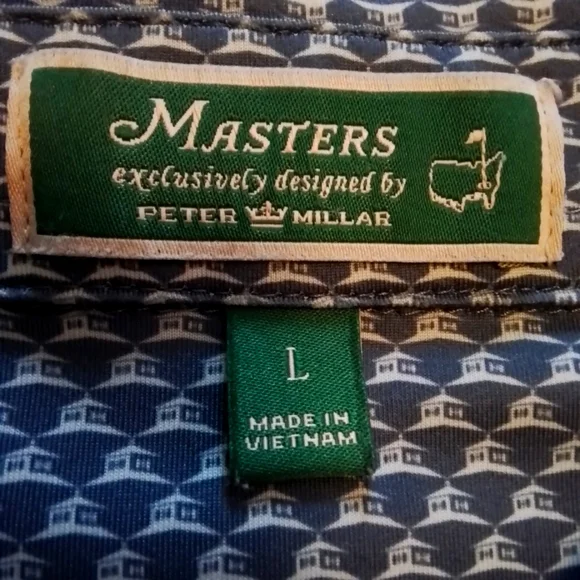 MASTERS
exclusively designed by
PETER MILLAR
L
MADE IN
VIETNAM